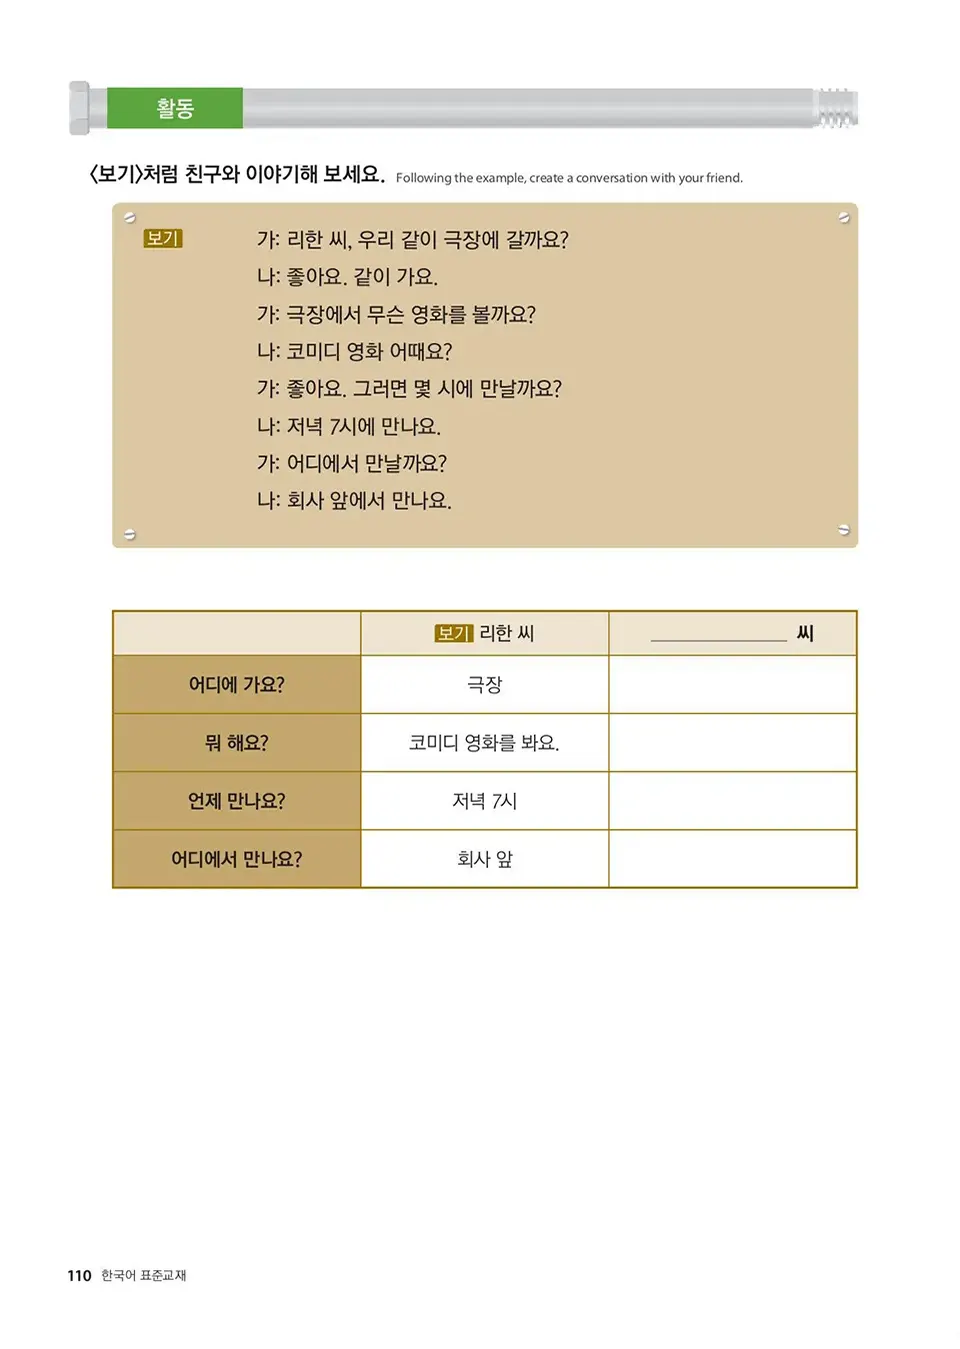 활동
〈보기〉처럼 친구와 이야기해 보세요. Following the example, create a conversation with your friend.
보기
가: 리한 씨, 우리 같이 극장에 갈까요?
나: 좋아요. 같이 가요.
가: 극장에서 무슨 영화를 볼까요?
나: 코미디 영화 어때요?
가: 좋아요. 그러면 몇 시에 만날까요?
나: 저녁 7시에 만나요.
가: 어디에서 만날까요?
나: 회사 앞에서 만나요.
보기 리한 씨 ______________ 씨
어디에 가요? 극장
뭐 해요? 코미디 영화를 봐요.
언제 만나요? 저녁 7시
어디에서 만나요? 회사 앞
110 한국어 표준교재